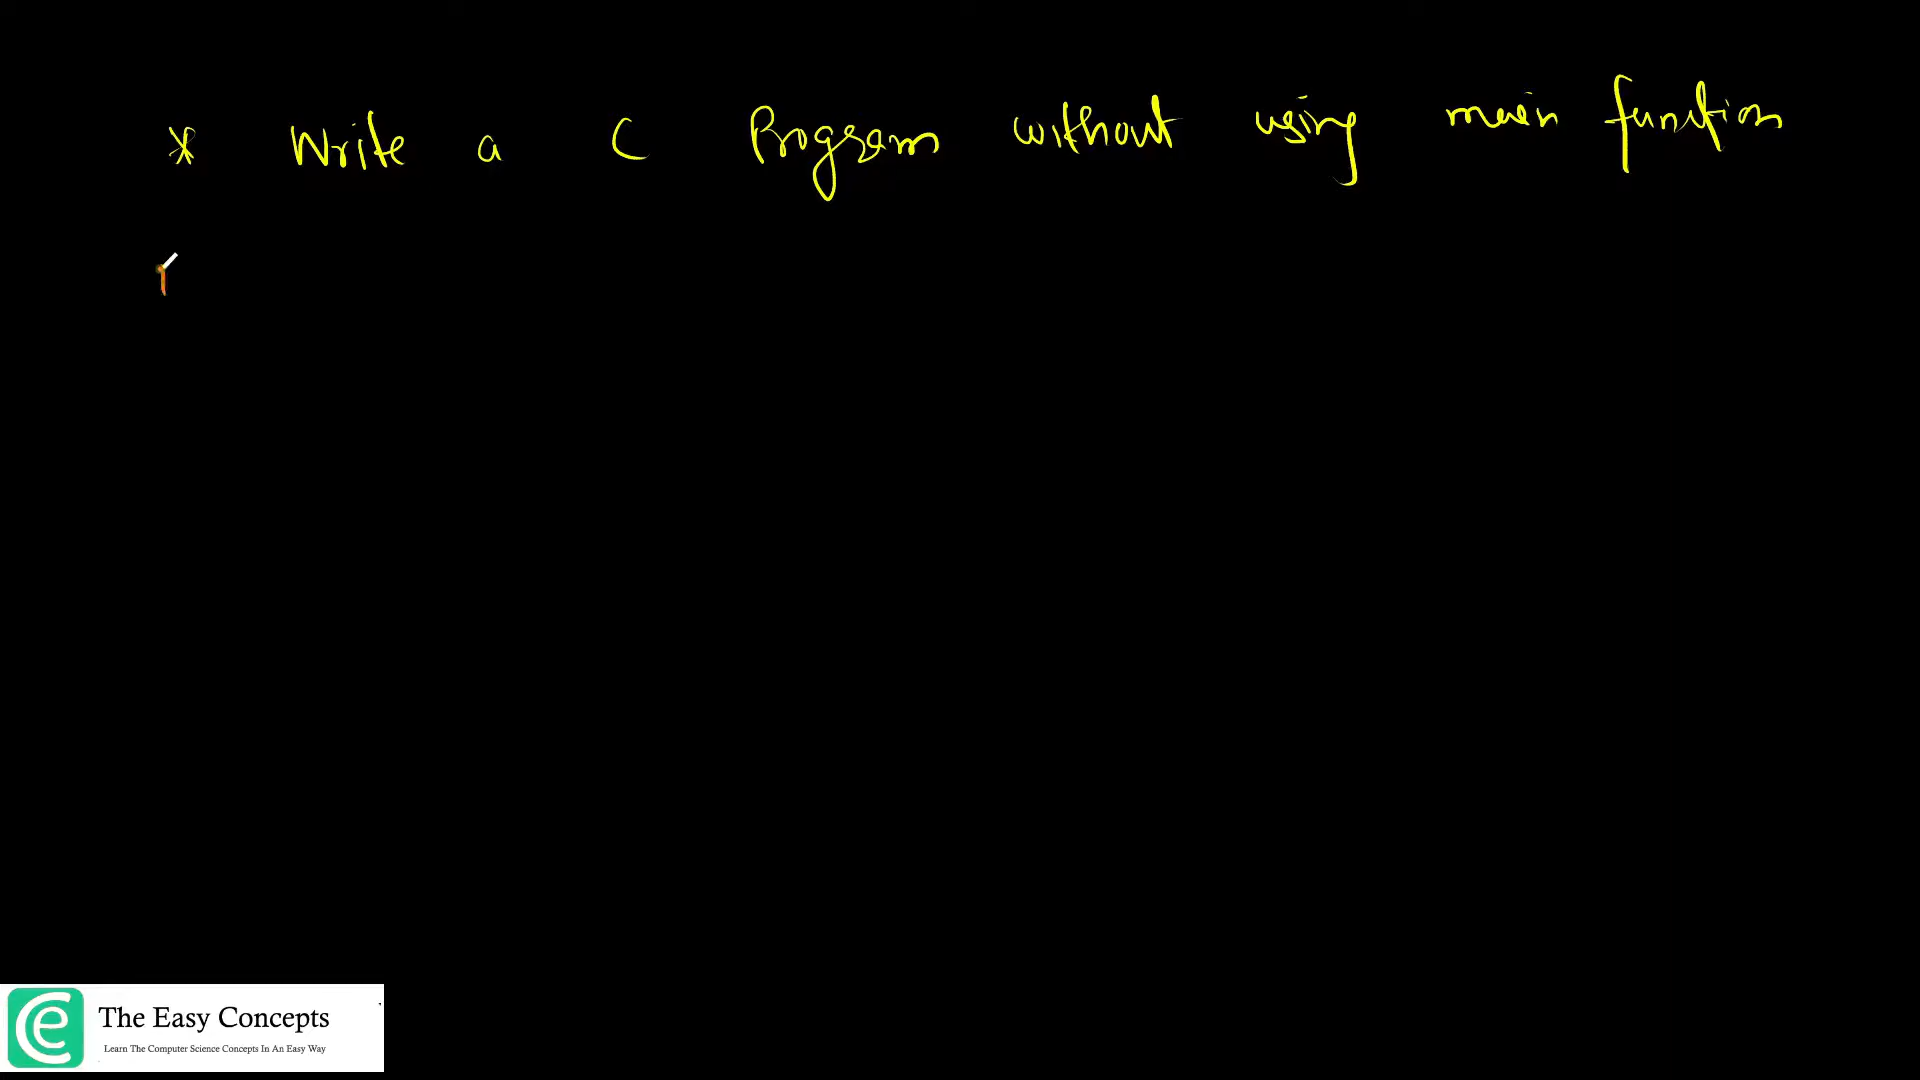 * Write a C Program without using main function
The Easy Concepts
Learn The Computer Science Concepts In An Easy Way